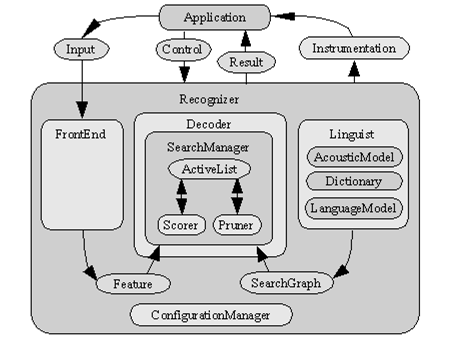 Application
Input
Control
Result
Instrumentation
Recognizer
FrontEnd
Decoder
Linguist
SearchManager
ActiveList
AcousticModel
Dictionary
LanguageModel
Scorer
Pruner
Feature
SearchGraph
ConfigurationManager